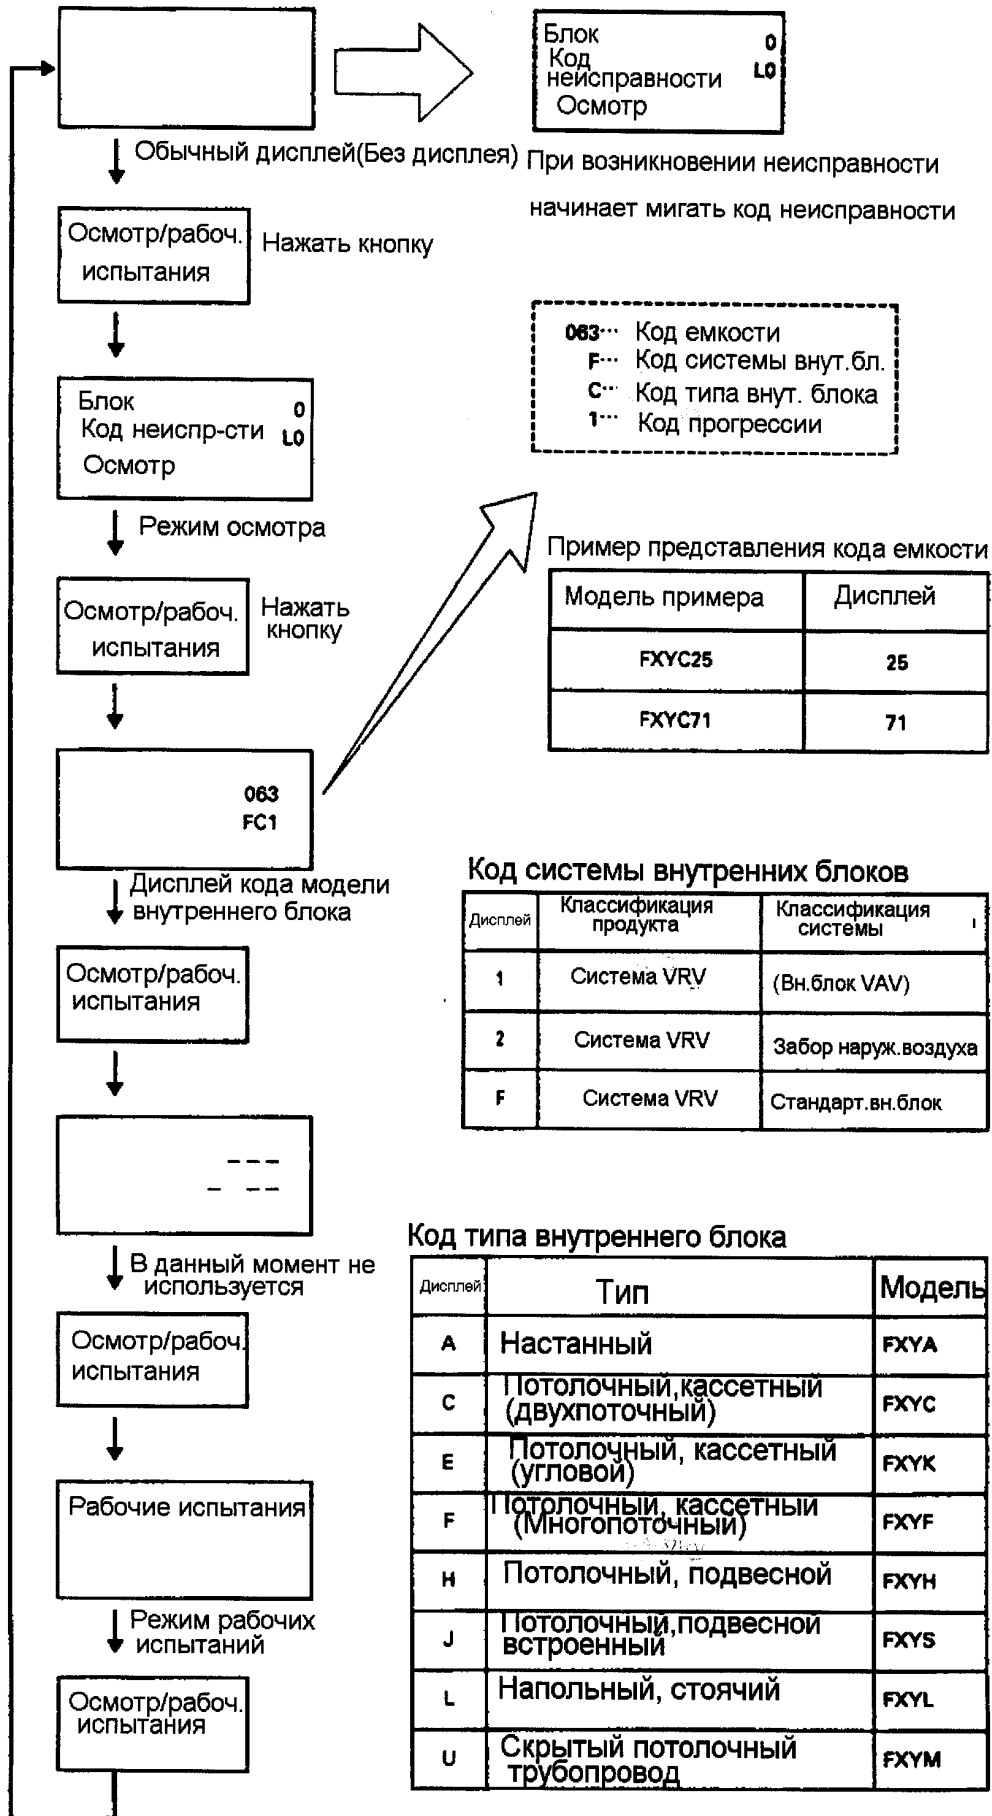 Блок 0
Код
неисправности L0
Осмотр
Обычный дисплей(Без дисплея)
При возникновении неисправности
начинает мигать код неисправности
Осмотр/рабоч.
испытания
Нажать кнопку
063··· Код емкости
F··· Код системы внут.бл.
C··· Код типа внут. блока
1··· Код прогрессии
Блок 0
Код неиспр-сти L0
Осмотр
Режим осмотра
Осмотр/рабоч.
испытания
Нажать
кнопку
063
FC1
Дисплей кода модели
внутреннего блока
Осмотр/рабоч.
испытания
– – –
– – –
В данный момент не
используется
Осмотр/рабоч.
испытания
Рабочие испытания
Режим рабочих
испытаний
Осмотр/рабоч.
испытания
Пример представления кода емкости
Модель примера Дисплей
FXYC25 25
FXYC71 71
Код системы внутренних блоков
Дисплей Классификация продукта Классификация системы
1 Система VRV (Вн.блок VAV)
2 Система VRV Забор наруж.воздуха
F Система VRV Стандарт.вн.блок
Код типа внутреннего блока
Дисплей Тип Модель
A Настанный FXYA
C Потолочный,кассетный (двухпоточный) FXYC
E Потолочный, кассетный (угловой) FXYK
F Потолочный, кассетный (Многопоточный) FXYF
H Потолочный, подвесной FXYH
J Потолочный,подвесной встроенный FXYS
L Напольный, стоячий FXYL
U Скрытый потолочный трубопровод FXYM